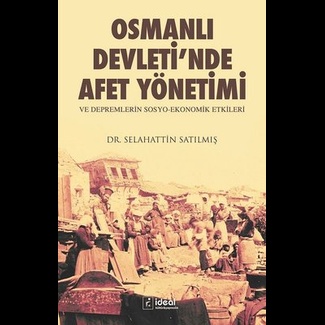 OSMANLI
DEVLETİ'NDE
AFET YÖNETİMİ
VE DEPREMLERİN SOSYO-EKONOMİK ETKİLERİ
DR. SELAHATTİN SATILMIŞ
ideal